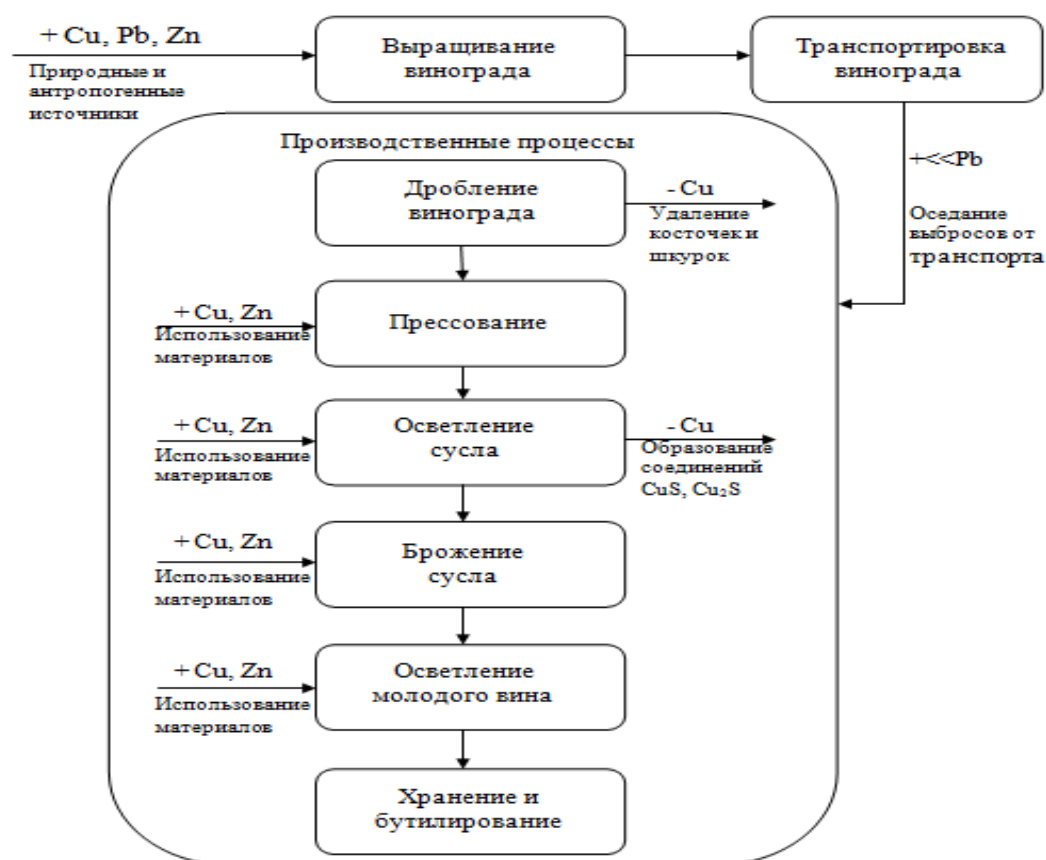 + Cu, Pb, Zn
Природные и
антропогенные
источники
Выращивание
винограда
Транспортировка
винограда
+<<Pb
Оседание
выбросов от
транспорта
Производственные процессы
Дробление
винограда
- Cu
Удаление
косточек и
шкурок
+ Cu, Zn
Использование
материалов
Прессование
+ Cu, Zn
Использование
материалов
Осветление
сусла
- Cu
Образование
соединений
CuS, Cu₂S
+ Cu, Zn
Использование
материалов
Брожение
сусла
+ Cu, Zn
Использование
материалов
Осветление
молодого вина
Хранение и
бутилирование